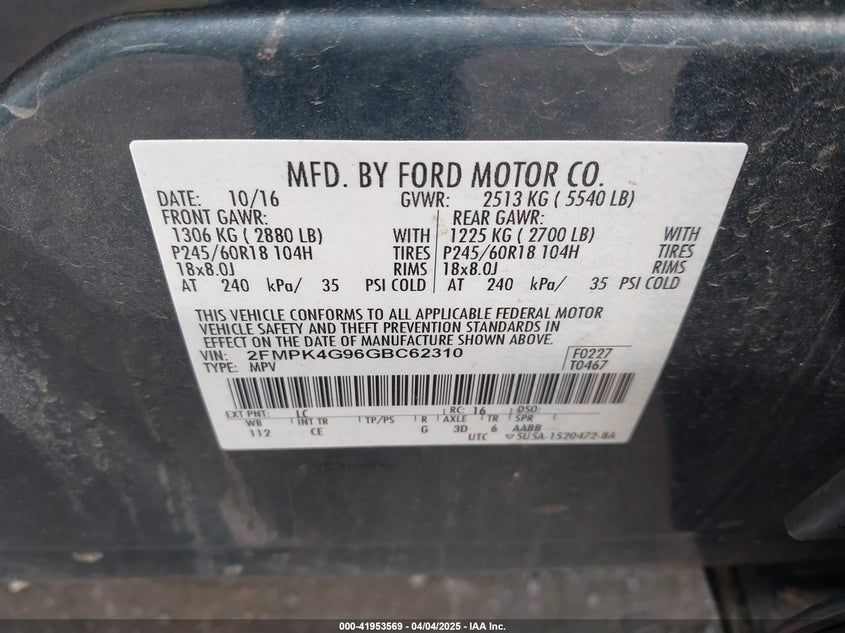 MFD. BY FORD MOTOR CO.
DATE: 10/16 GVWR: 2513 KG ( 5540 LB)
FRONT GAWR: REAR GAWR:
1306 KG ( 2880 LB) WITH 1225 KG ( 2700 LB) WITH
P245/60R18 104H TIRES P245/60R18 104H TIRES
18x8.0J RIMS 18x8.0J RIMS
AT 240 kPa/ 35 PSI COLD AT 240 kPa/ 35 PSI COLD
THIS VEHICLE CONFORMS TO ALL APPLICABLE FEDERAL MOTOR
VEHICLE SAFETY AND THEFT PREVENTION STANDARDS IN
EFFECT ON THE DATE OF MANUFACTURE SHOWN ABOVE.
VIN: 2FMPK4G96GBC62310 F0227
TYPE: MPV T0467
EXT PNT: LC RC: 16 DSO:
WB INT TR TP/PS R AXLE TR SPR
112 CE G 3D 6 AABB
UTC ▽5U5A-1520472-BA
000-41953569 - 04/04/2025 - IAA Inc.